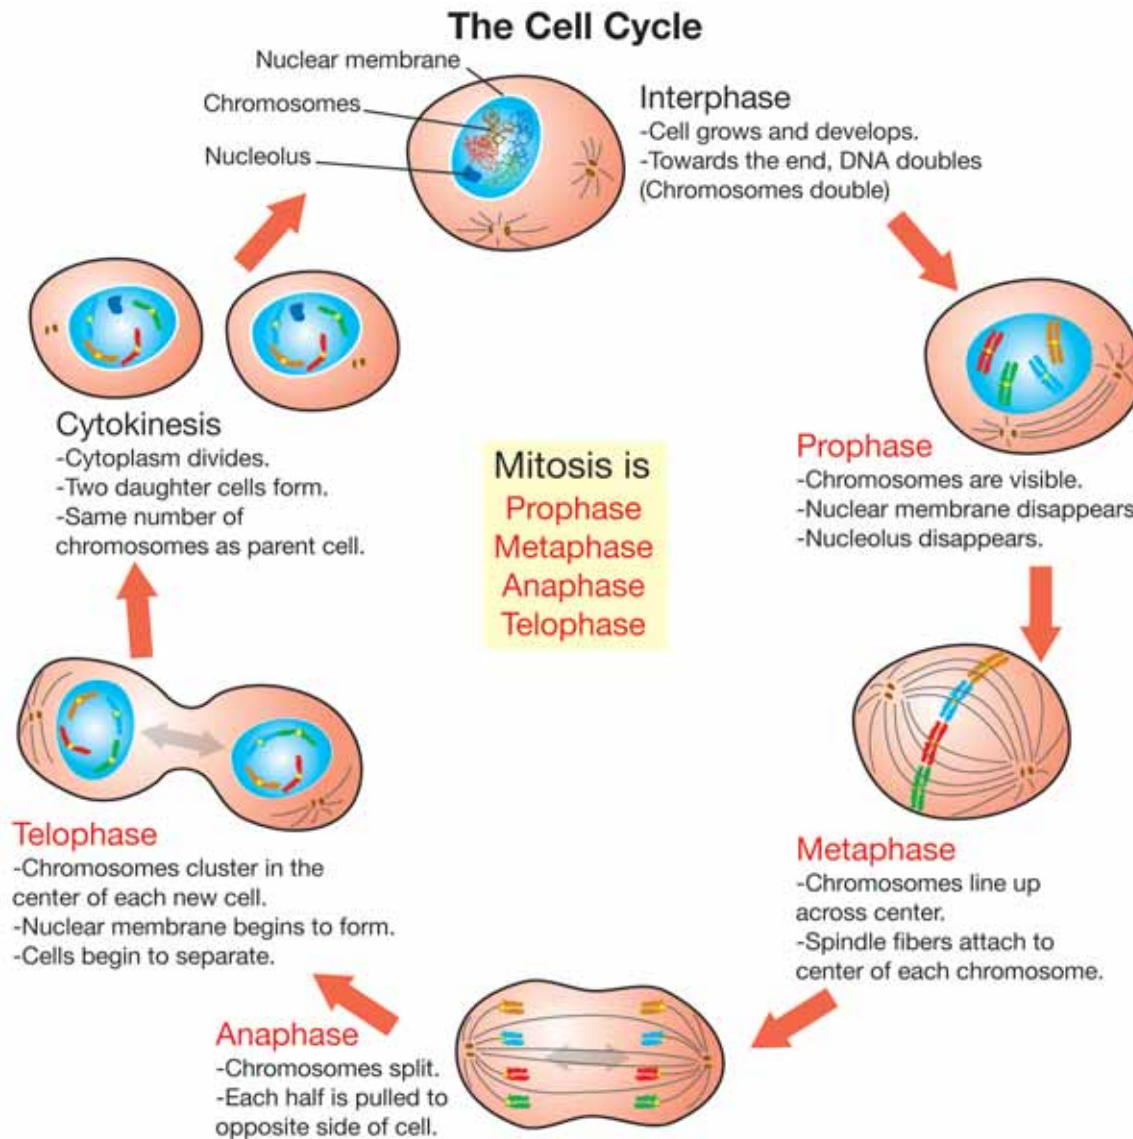 The Cell Cycle
Nuclear membrane
Chromosomes
Nucleolus
Interphase
-Cell grows and develops.
-Towards the end, DNA doubles
(Chromosomes double)
Prophase
-Chromosomes are visible.
-Nuclear membrane disappears
-Nucleolus disappears.
Metaphase
-Chromosomes line up
across center.
-Spindle fibers attach to
center of each chromosome.
Anaphase
-Chromosomes split.
-Each half is pulled to
opposite side of cell.
Telophase
-Chromosomes cluster in the
center of each new cell.
-Nuclear membrane begins to form.
-Cells begin to separate.
Cytokinesis
-Cytoplasm divides.
-Two daughter cells form.
-Same number of
chromosomes as parent cell.
Mitosis is
Prophase
Metaphase
Anaphase
Telophase